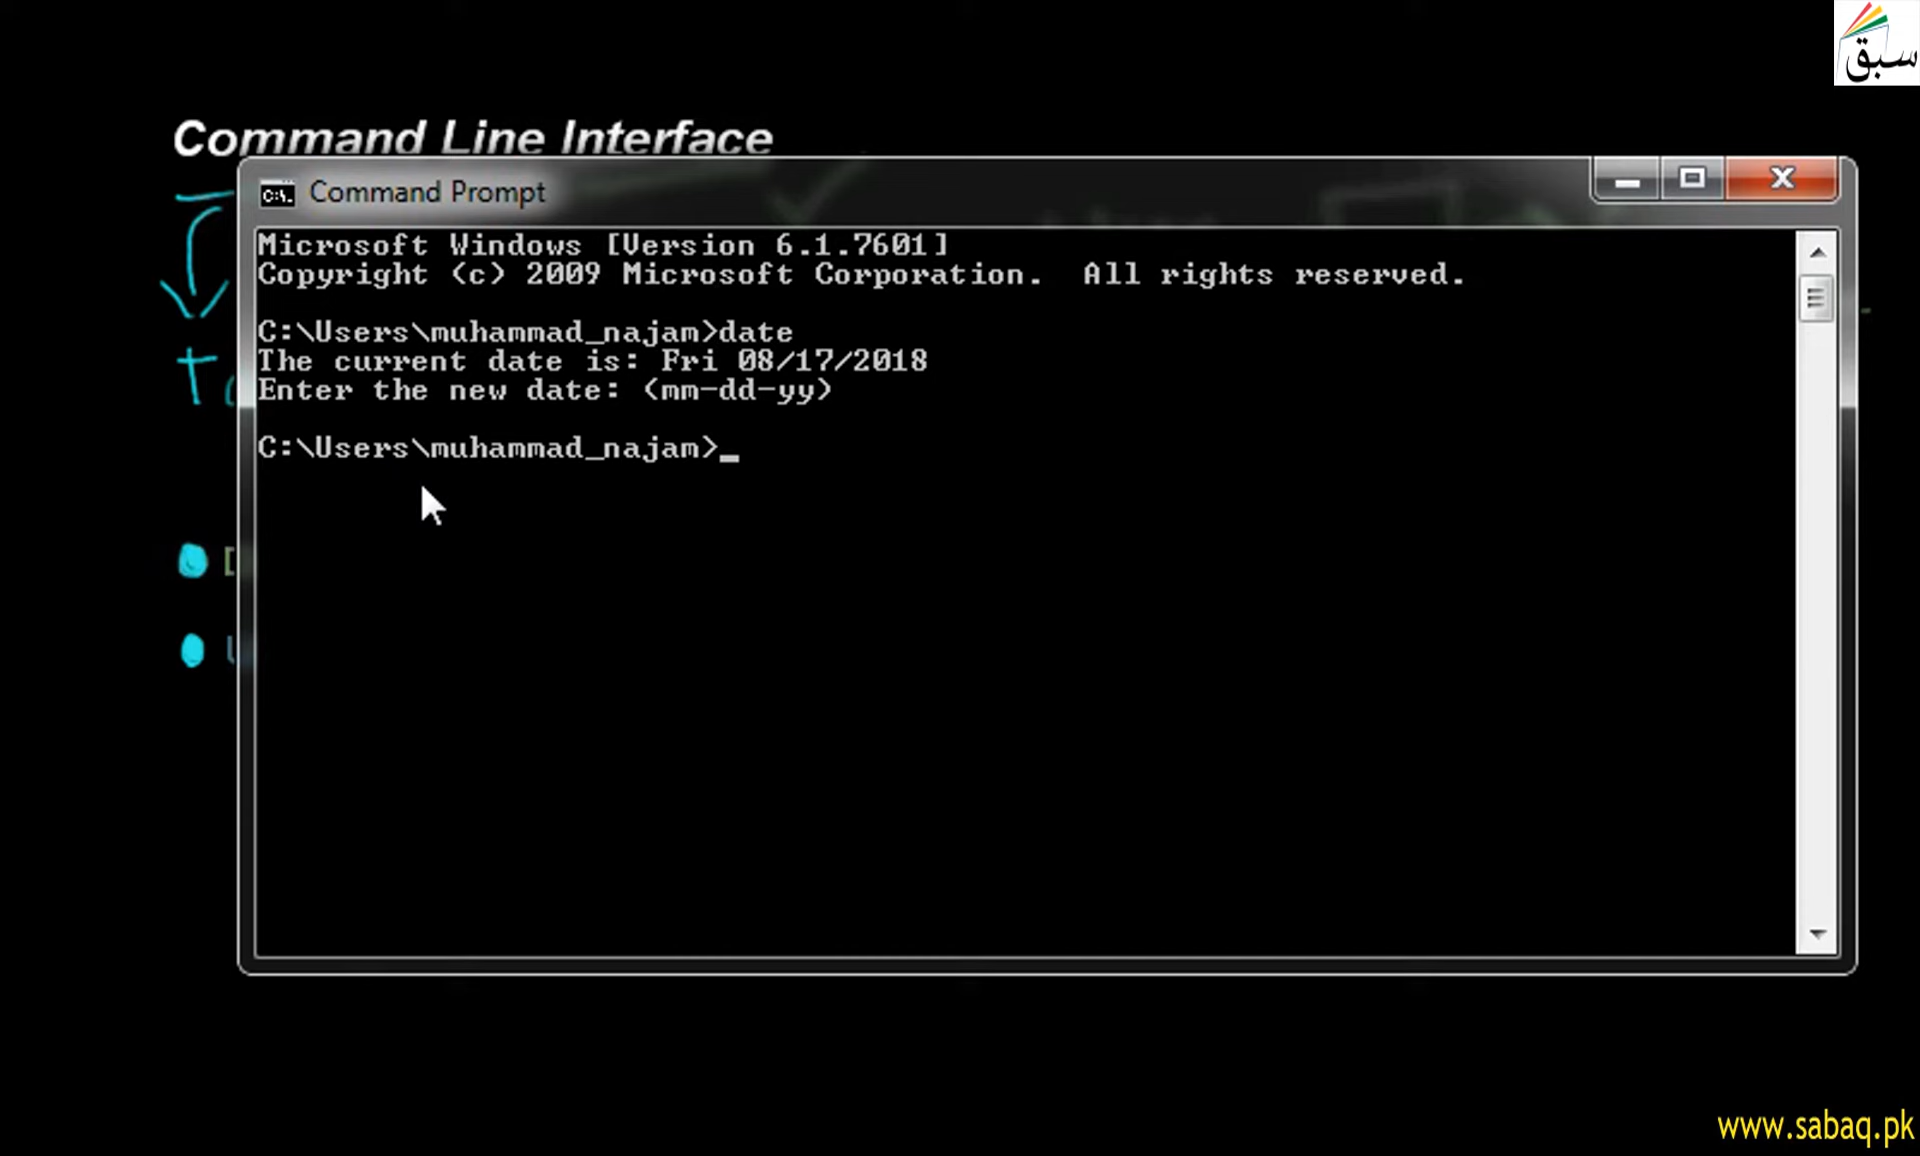 سبق
Command Line Interface
Command Prompt
Microsoft Windows [Version 6.1.7601]
Copyright (c) 2009 Microsoft Corporation.  All rights reserved.
C:\Users\muhammad_najam>date
The current date is: Fri 08/17/2018
Enter the new date: (mm-dd-yy)
C:\Users\muhammad_najam>_
www.sabaq.pk